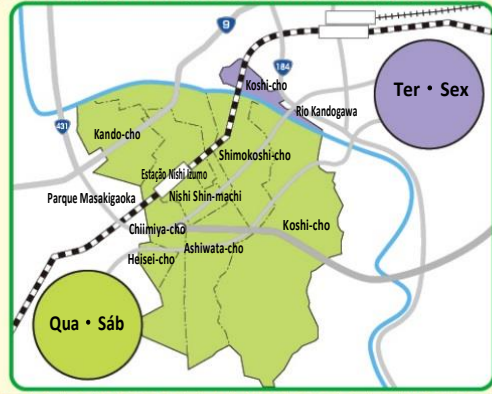 9
184
Koshi-cho
Ter・Sex
Rio Kandogawa
431
Kando-cho
Shimokoshi-cho
Estação Nishi Izumo
Parque Masakigaoka
Nishi Shin-machi
Chiimiya-cho
Koshi-cho
Ashiwata-cho
Heisei-cho
Qua・Sáb